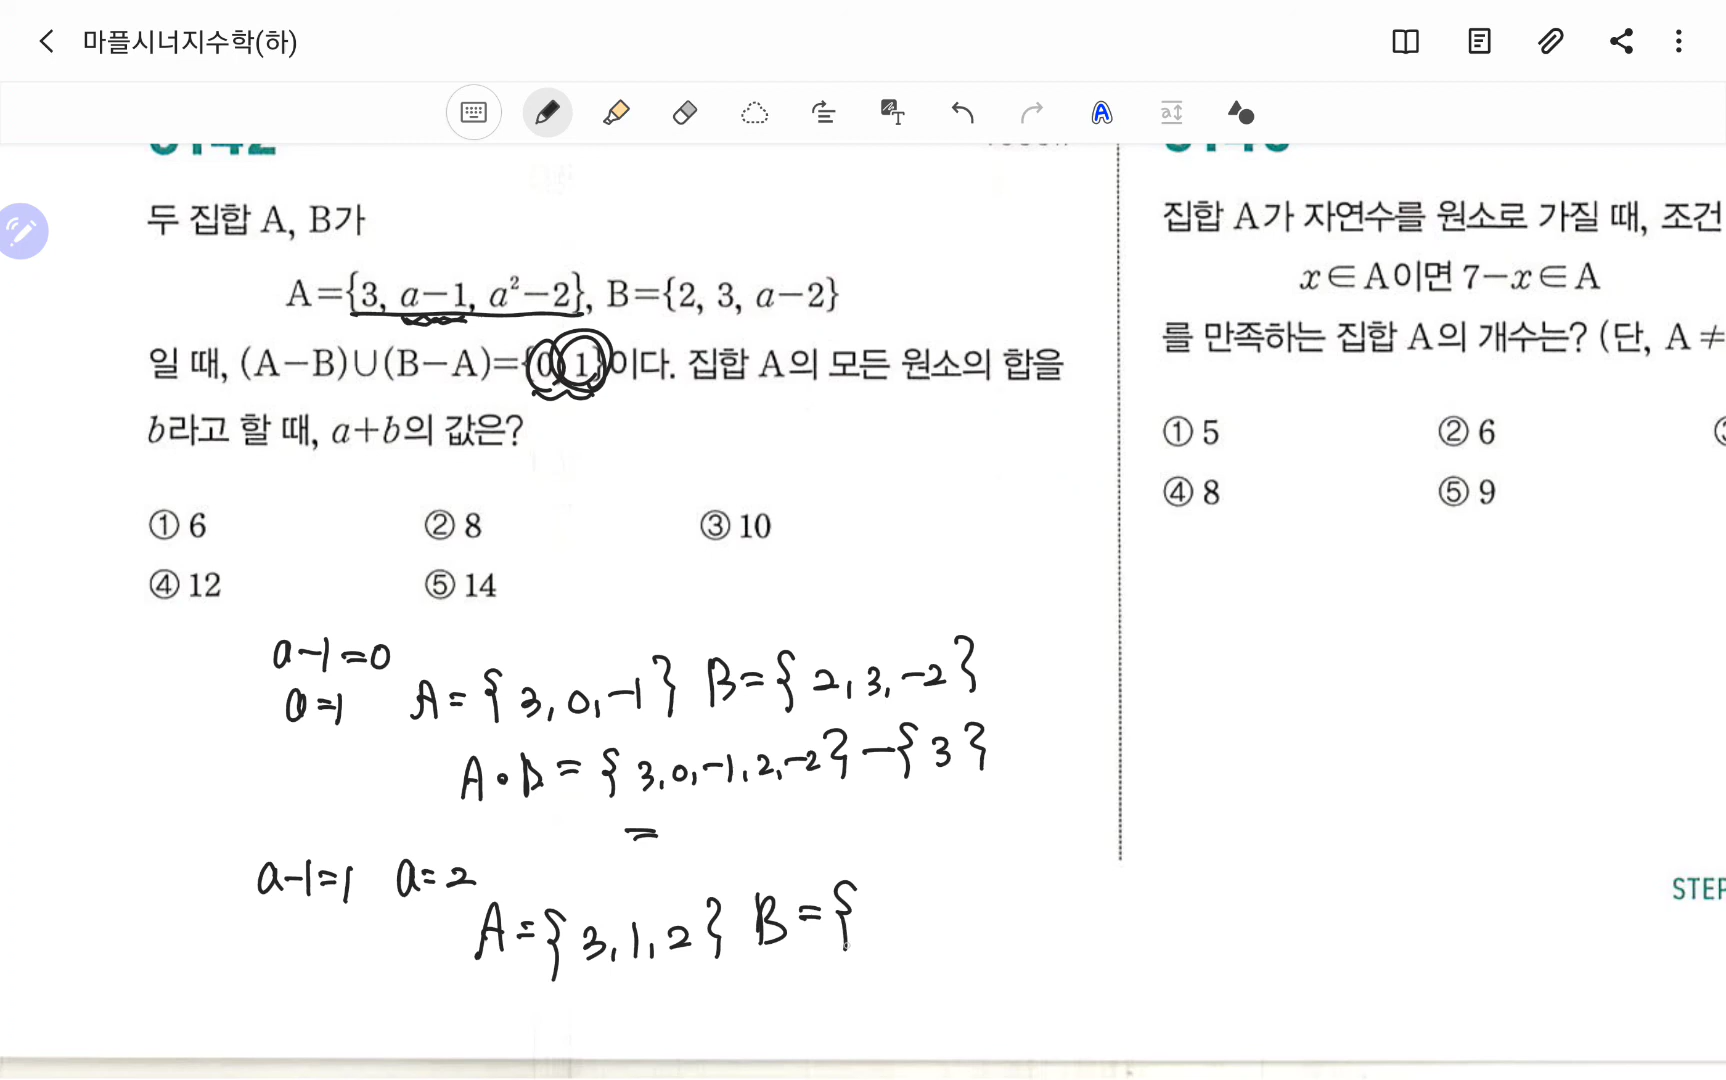 마플시너지수학(하)
두 집합 A, B가
A={3, a−1, a²−2}, B={2, 3, a−2}
일 때, (A−B)∪(B−A)={0, 1}이다. 집합 A의 모든 원소의 합을
b라고 할 때, a+b의 값은?
① 6 ② 8 ③ 10
④ 12 ⑤ 14
a−1=0
a=1 A={3, 0, −1} B={2, 3, −2}
A∘B={3, 0, −1, 2, −2}−{3}
=
a−1=1 a=2
A={3, 1, 2} B={
집합 A가 자연수를 원소로 가질 때, 조건
x∈A이면 7−x∈A
를 만족하는 집합 A의 개수는? (단, A≠
① 5 ② 6
④ 8 ⑤ 9
STEP